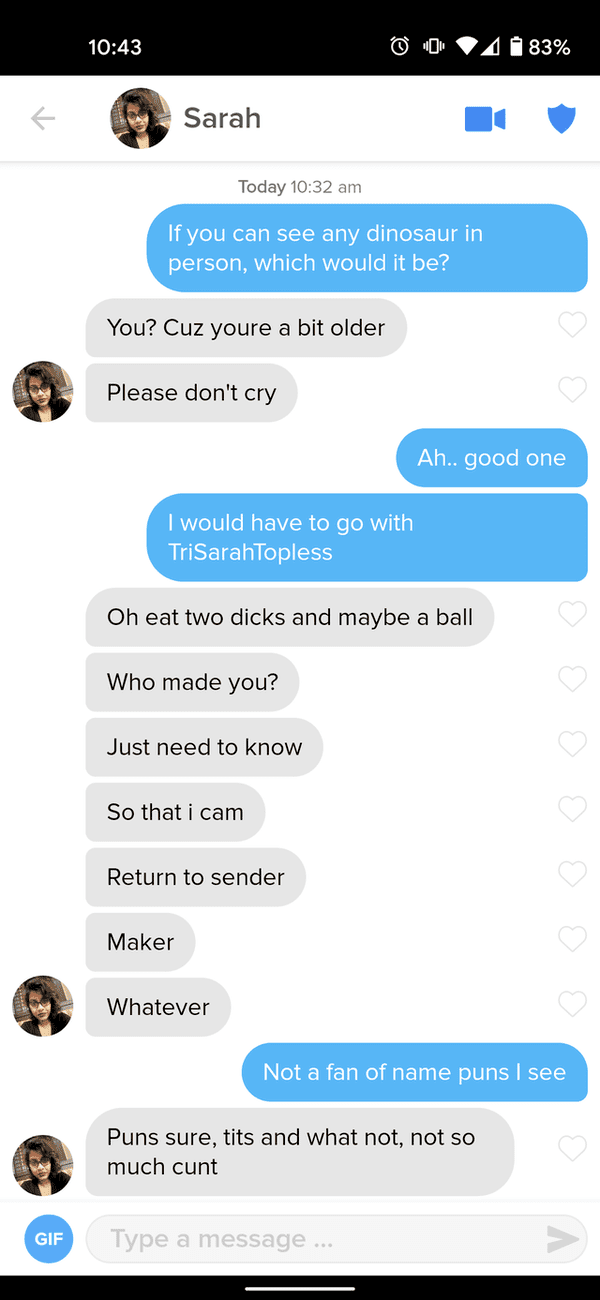 10:43
83%
Sarah
Today 10:32 am
If you can see any dinosaur in
person, which would it be?
You? Cuz youre a bit older
Please don't cry
Ah.. good one
I would have to go with
TriSarahTopless
Oh eat two dicks and maybe a ball
Who made you?
Just need to know
So that i cam
Return to sender
Maker
Whatever
Not a fan of name puns I see
Puns sure, tits and what not, not so
much cunt
GIF
Type a message ...